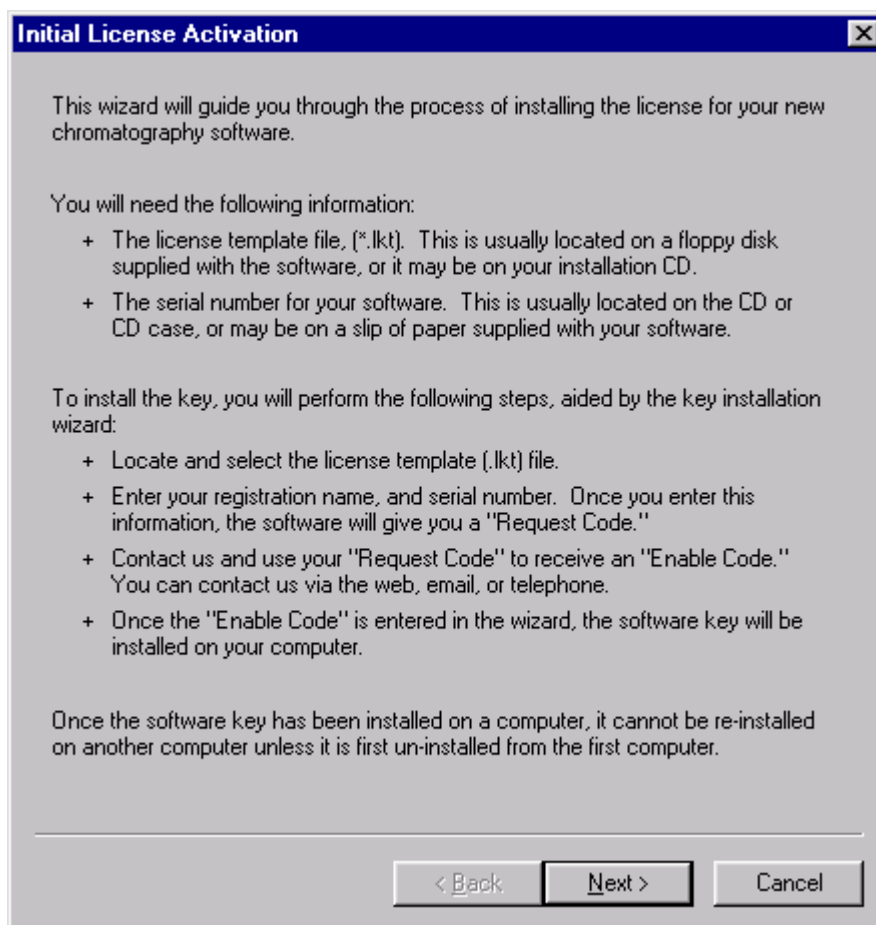 Initial License Activation
This wizard will guide you through the process of installing the license for your new
chromatography software.
You will need the following information:
+ The license template file, (*.lkt).  This is usually located on a floppy disk
supplied with the software, or it may be on your installation CD.
+ The serial number for your software.  This is usually located on the CD or
CD case, or may be on a slip of paper supplied with your software.
To install the key, you will perform the following steps, aided by the key installation
wizard:
+ Locate and select the license template (.lkt) file.
+ Enter your registration name, and serial number.  Once you enter this
information, the software will give you a "Request Code."
+ Contact us and use your "Request Code" to receive an "Enable Code."
You can contact us via the web, email, or telephone.
+ Once the "Enable Code" is entered in the wizard, the software key will be
installed on your computer.
Once the software key has been installed on a computer, it cannot be re-installed
on another computer unless it is first un-installed from the first computer.
< Back Next > Cancel